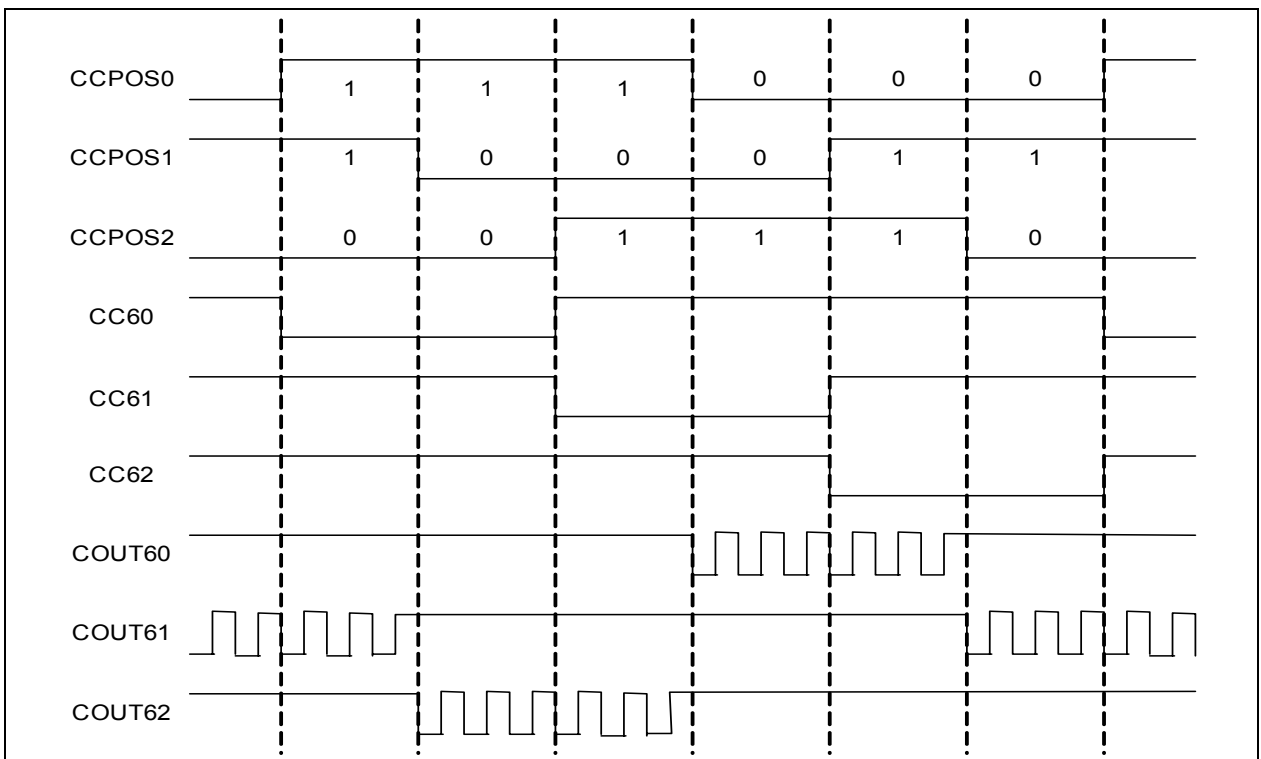 CCPOS0 1 1 1 0 0 0
CCPOS1 1 0 0 0 1 1
CCPOS2 0 0 1 1 1 0
CC60
CC61
CC62
COUT60
COUT61
COUT62